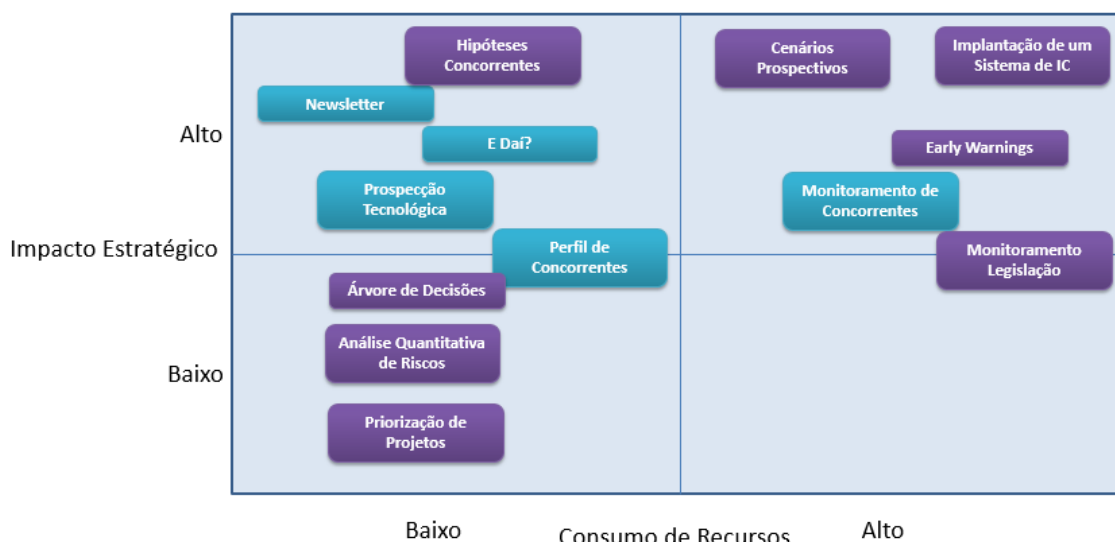 Hipóteses
Concorrentes
Cenários
Prospectivos
Implantação de um
Sistema de IC
Newsletter
Alto
E Daí?
Early Warnings
Prospecção
Tecnológica
Monitoramento de
Concorrentes
Impacto Estratégico
Perfil de
Concorrentes
Monitoramento
Legislação
Árvore de Decisões
Análise Quantitativa
de Riscos
Baixo
Priorização de
Projetos
Baixo
Consumo de Recursos
Alto